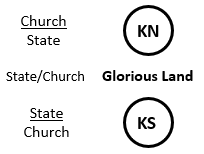 Church
State
KN
State/Church
Glorious Land
State
Church
KS